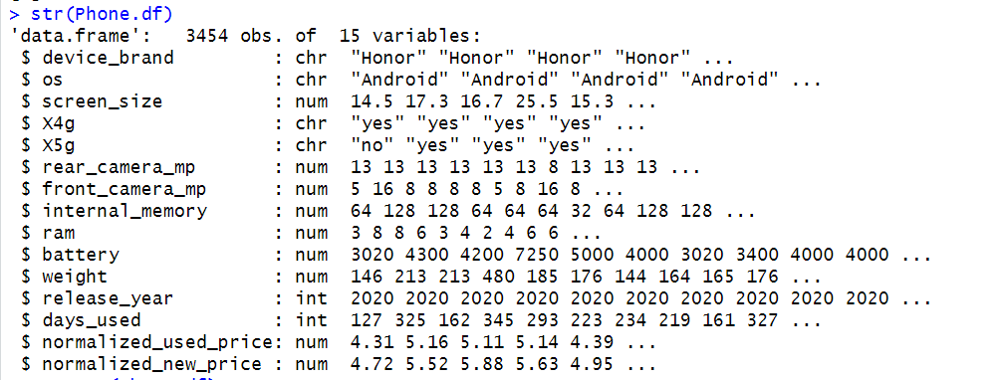 > str(Phone.df)
'data.frame':   3454 obs. of  15 variables:
 $ device_brand         : chr  "Honor" "Honor" "Honor" "Honor" ...
 $ os                   : chr  "Android" "Android" "Android" "Android" ...
 $ screen_size          : num  14.5 17.3 16.7 25.5 15.3 ...
 $ X4g                  : chr  "yes" "yes" "yes" "yes" ...
 $ X5g                  : chr  "no" "yes" "yes" "yes" ...
 $ rear_camera_mp       : num  13 13 13 13 13 13 8 13 13 13 ...
 $ front_camera_mp      : num  5 16 8 8 8 8 5 8 16 8 ...
 $ internal_memory      : num  64 128 128 64 64 64 32 64 128 128 ...
 $ ram                  : num  3 8 8 6 3 4 2 4 6 6 ...
 $ battery              : num  3020 4300 4200 7250 5000 4000 3020 3400 4000 4000 ...
 $ weight               : num  146 213 213 480 185 176 144 164 165 176 ...
 $ release_year         : int  2020 2020 2020 2020 2020 2020 2020 2020 2020 2020 ...
 $ days_used            : int  127 325 162 345 293 223 234 219 161 327 ...
 $ normalized_used_price: num  4.31 5.16 5.11 5.14 4.39 ...
 $ normalized_new_price : num  4.72 5.52 5.88 5.63 4.95 ...